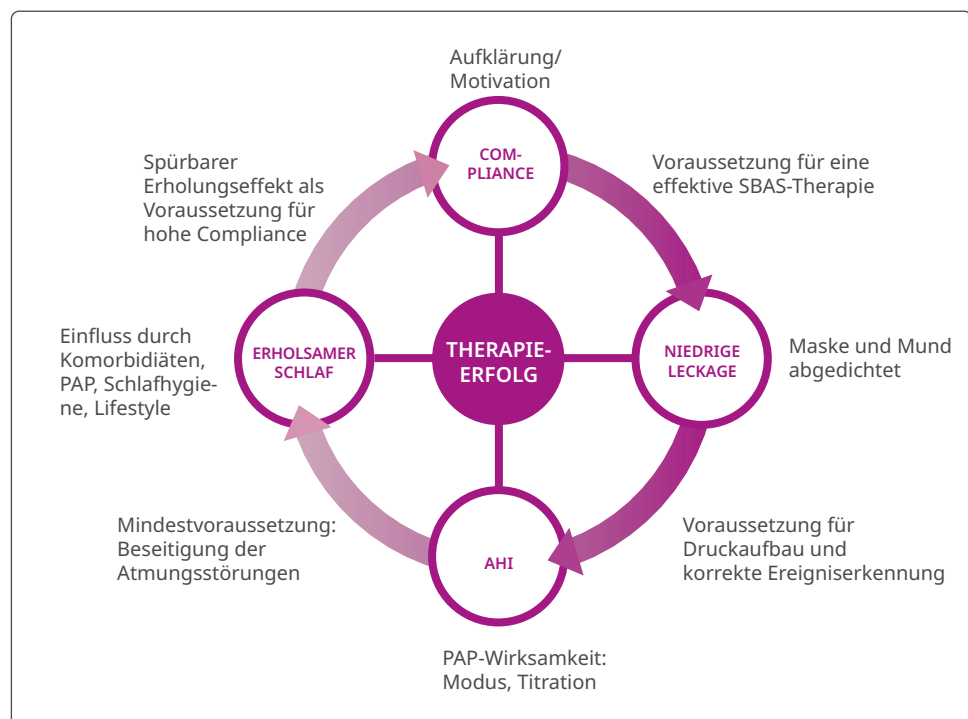 Aufklärung/
Motivation
COM-
PLIANCE
Spürbarer
Erholungseffekt als
Voraussetzung für
hohe Compliance
Voraussetzung für eine
effektive SBAS-Therapie
Einfluss durch
Komorbidiäten,
PAP, Schlafhygie-
ne, Lifestyle
ERHOLSAMER
SCHLAF
THERAPIE-
ERFOLG
NIEDRIGE
LECKAGE
Maske und Mund
abgedichtet
Mindestvoraussetzung:
Beseitigung der
Atmungsstörungen
AHI
Voraussetzung für
Druckaufbau und
korrekte Ereigniserkennung
PAP-Wirksamkeit:
Modus, Titration